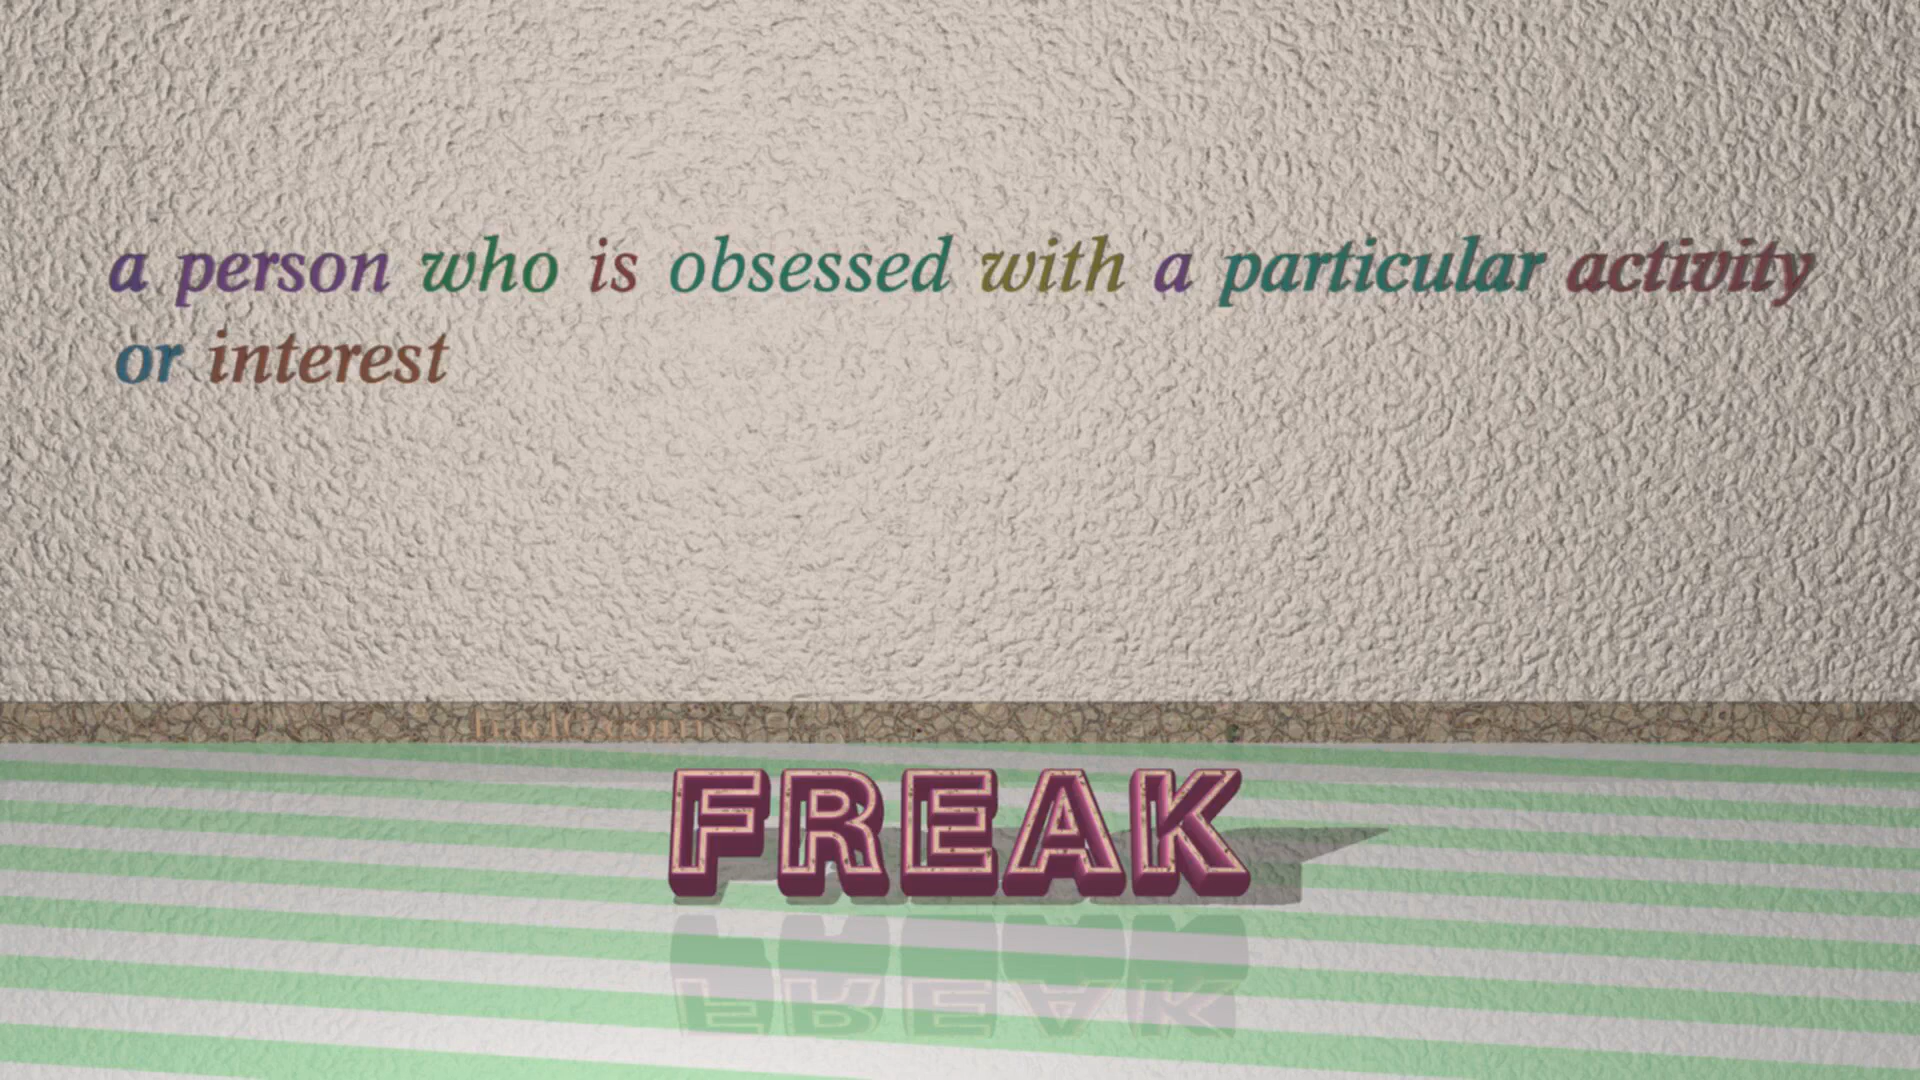 a person who is obsessed with a particular activity
or interest
FREAK